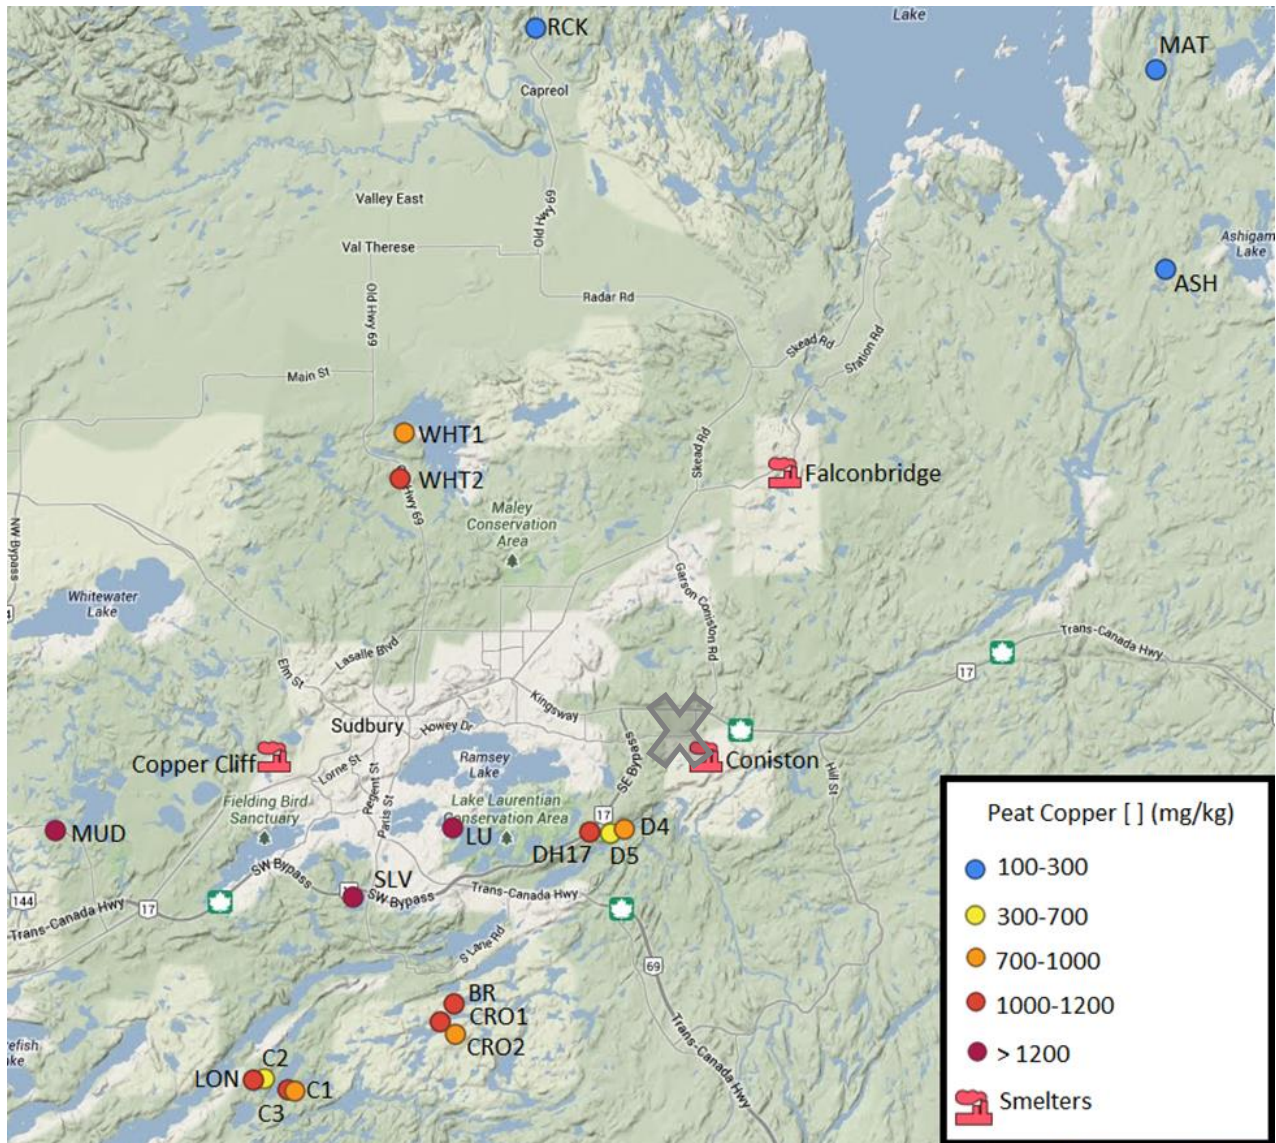 Lake
RCK
MAT
Capreol
Valley East
Old Hwy 69
Val Therese
Ashigam
Lake
ASH
Radar Rd
Old Hwy 69
Skead Rd
Station Rd
Main St
WHT1
Skead Rd
Falconbridge
WHT2
Hwy 69
Maley
Conservation
Area
NW Bypass
Garson Coniston Rd
Whitewater
Lake
4
Trans-Canada Hwy
Lasalle Blvd
17
Elm St
Kingsway
Sudbury
Howey Dr
SE Bypass
Copper Cliff
Lorne St
Ramsey
Lake
Coniston
Hill St
Regent St
Paris St
Fielding Bird
Sanctuary
Lake Laurentian
Conservation Area
17
MUD
LU
D4
DH17
D5
SW Bypass
SLV
SW Bypass
Trans-Canada Hwy
144
17
Trans-Canada Hwy
S Lane Rd
69
BR
CRO1
CRO2
Trans-Canada Hwy
efish
ke
C2
LON
C1
C3
Peat Copper [ ] (mg/kg)
100-300
300-700
700-1000
1000-1200
> 1200
Smelters